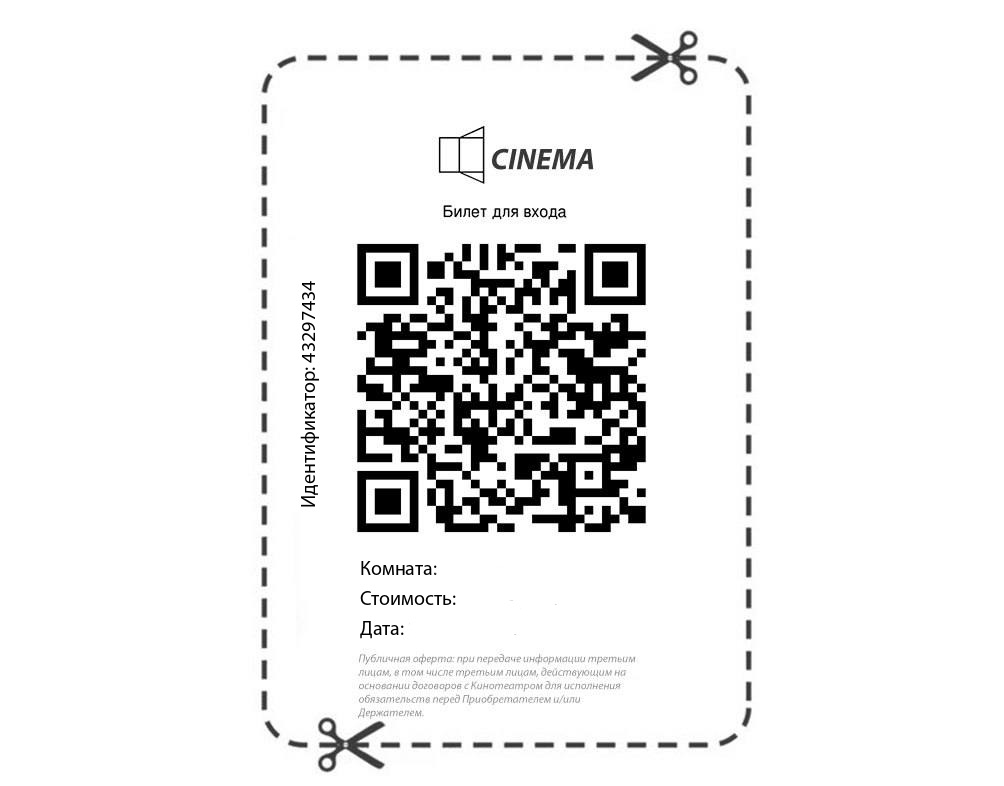 CINEMA
Билет для входа
Идентификатор: 43297434
Комната:
Стоимость:
Дата:
Публичная оферта: при передаче информации третьим
лицам, в том числе третьим лицам, действующим на
основании договоров с Кинотеатром для исполнения
обязательств перед Приобретателем и/или
Держателем.